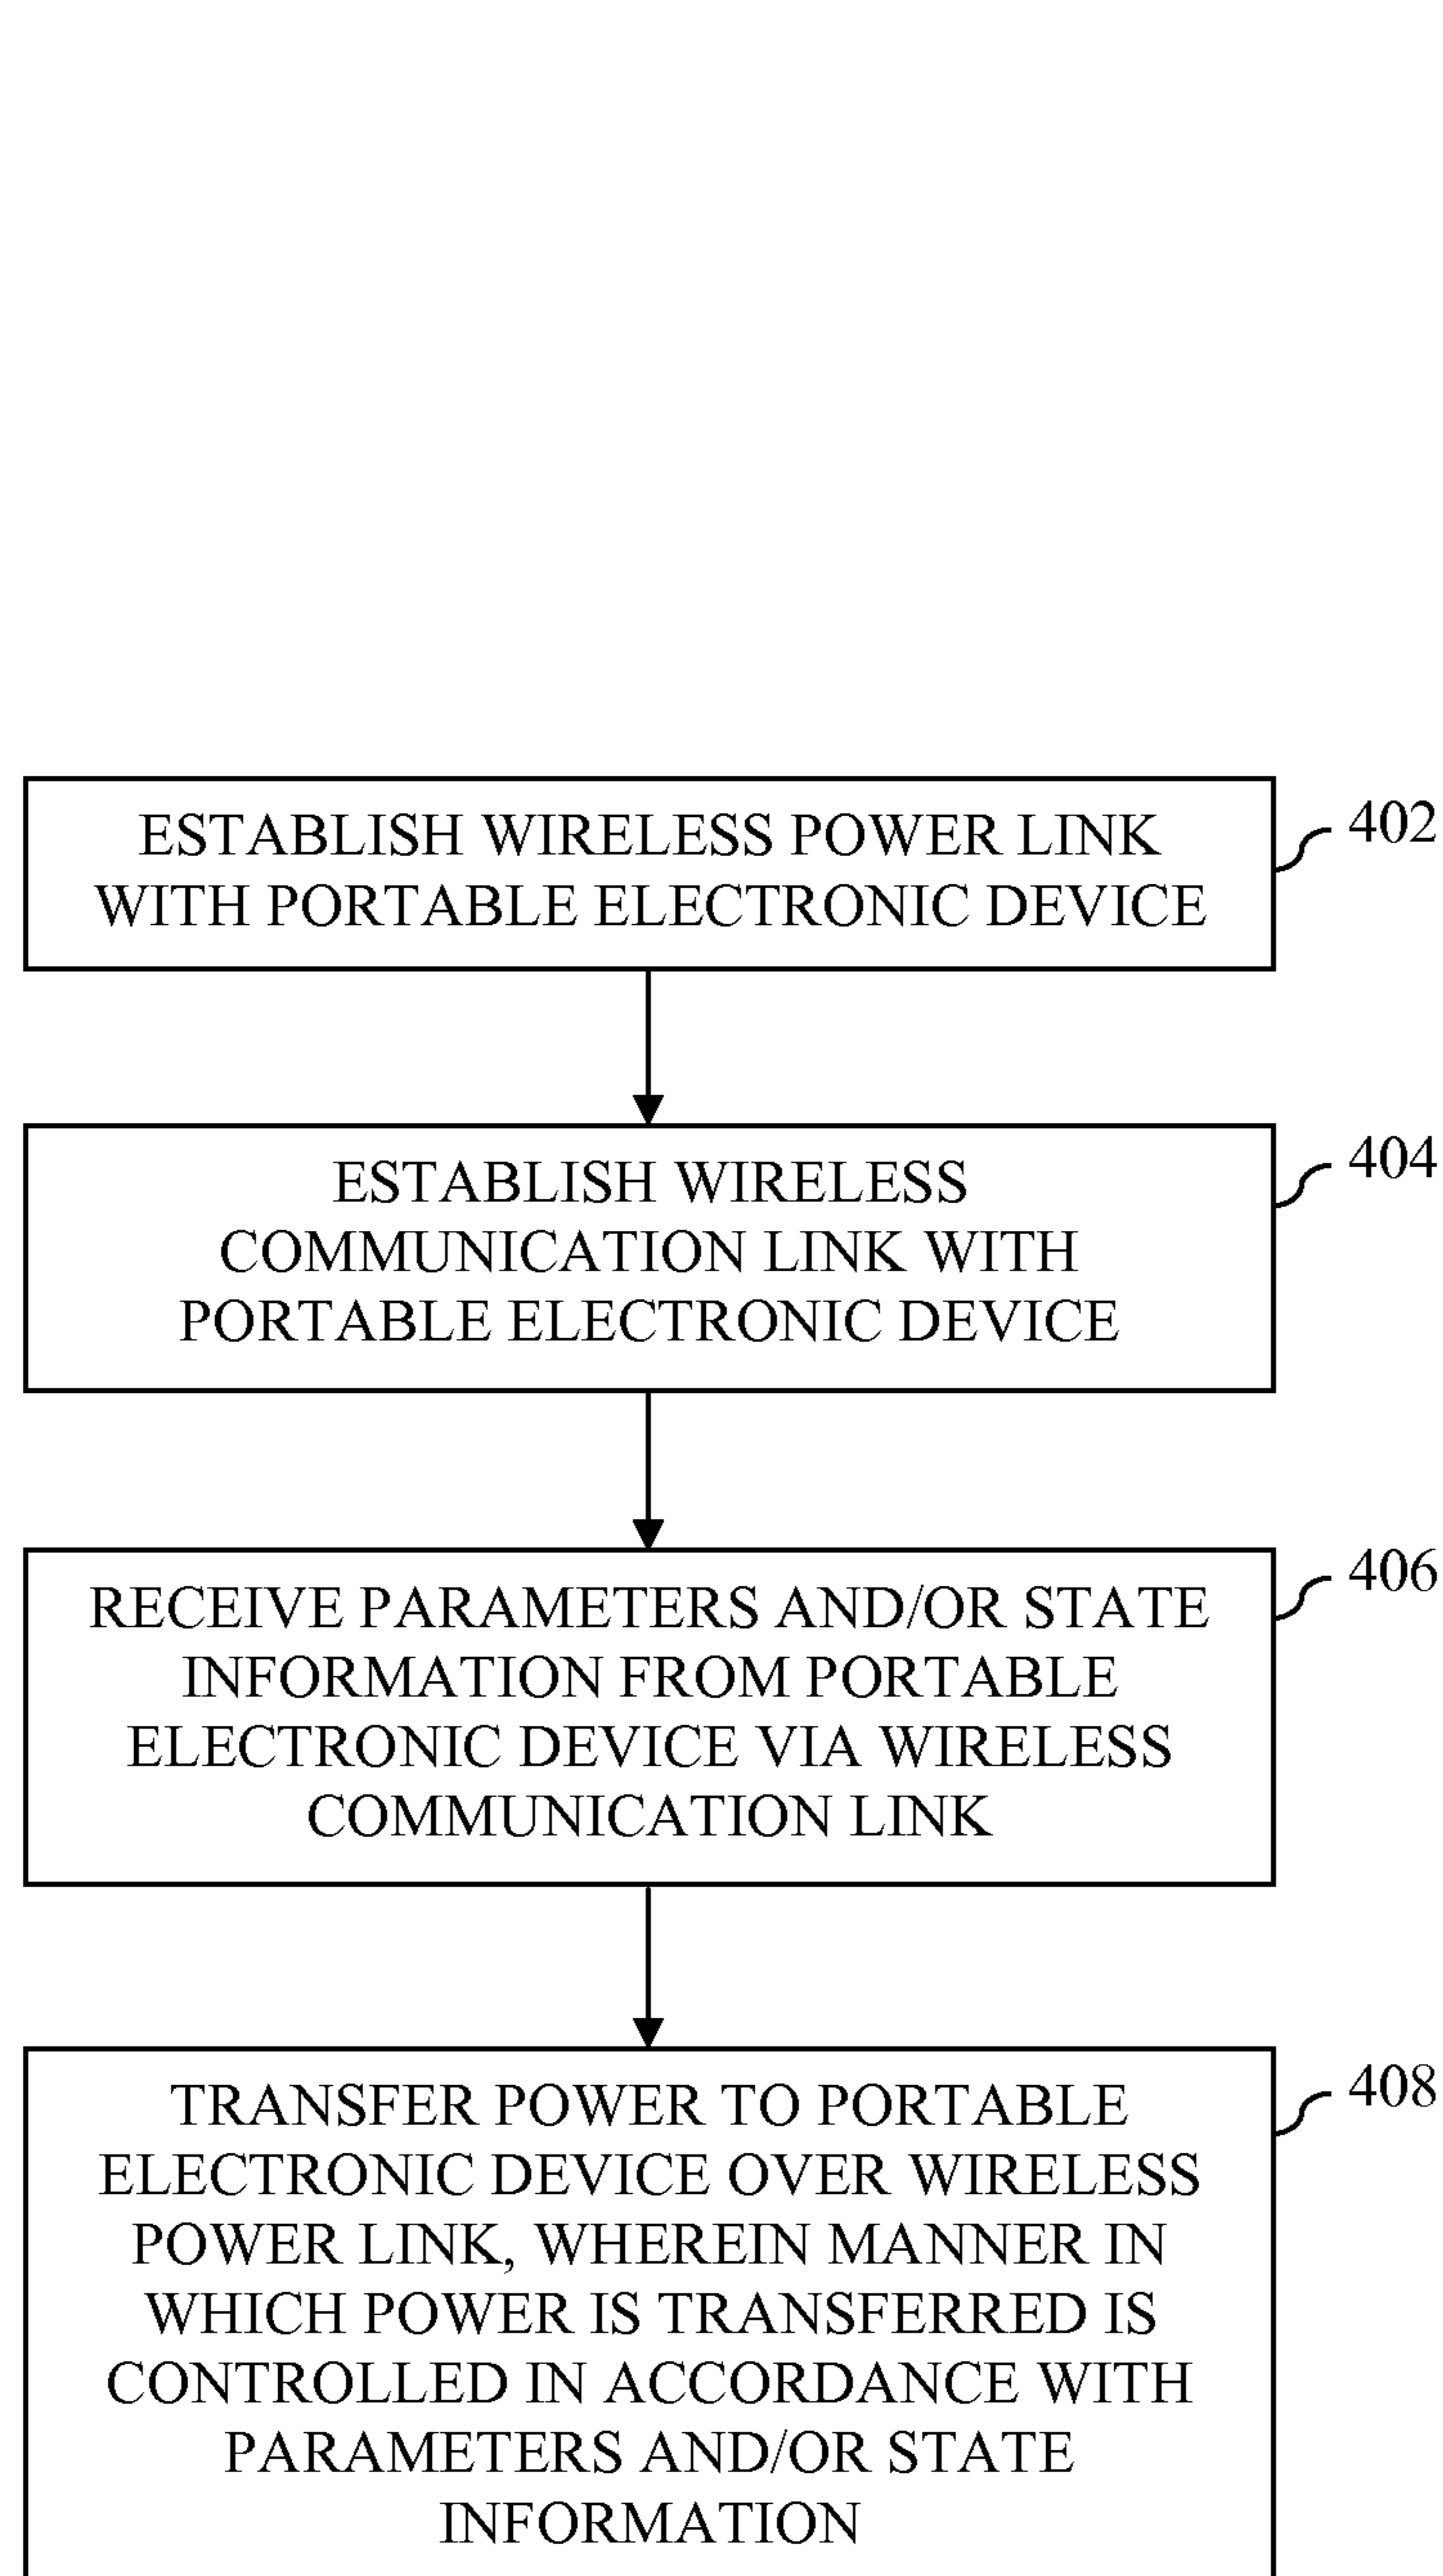 ESTABLISH WIRELESS POWER LINK
WITH PORTABLE ELECTRONIC DEVICE
402
ESTABLISH WIRELESS
COMMUNICATION LINK WITH
PORTABLE ELECTRONIC DEVICE
404
RECEIVE PARAMETERS AND/OR STATE
INFORMATION FROM PORTABLE
ELECTRONIC DEVICE VIA WIRELESS
COMMUNICATION LINK
406
TRANSFER POWER TO PORTABLE
ELECTRONIC DEVICE OVER WIRELESS
POWER LINK, WHEREIN MANNER IN
WHICH POWER IS TRANSFERRED IS
CONTROLLED IN ACCORDANCE WITH
PARAMETERS AND/OR STATE
INFORMATION
408